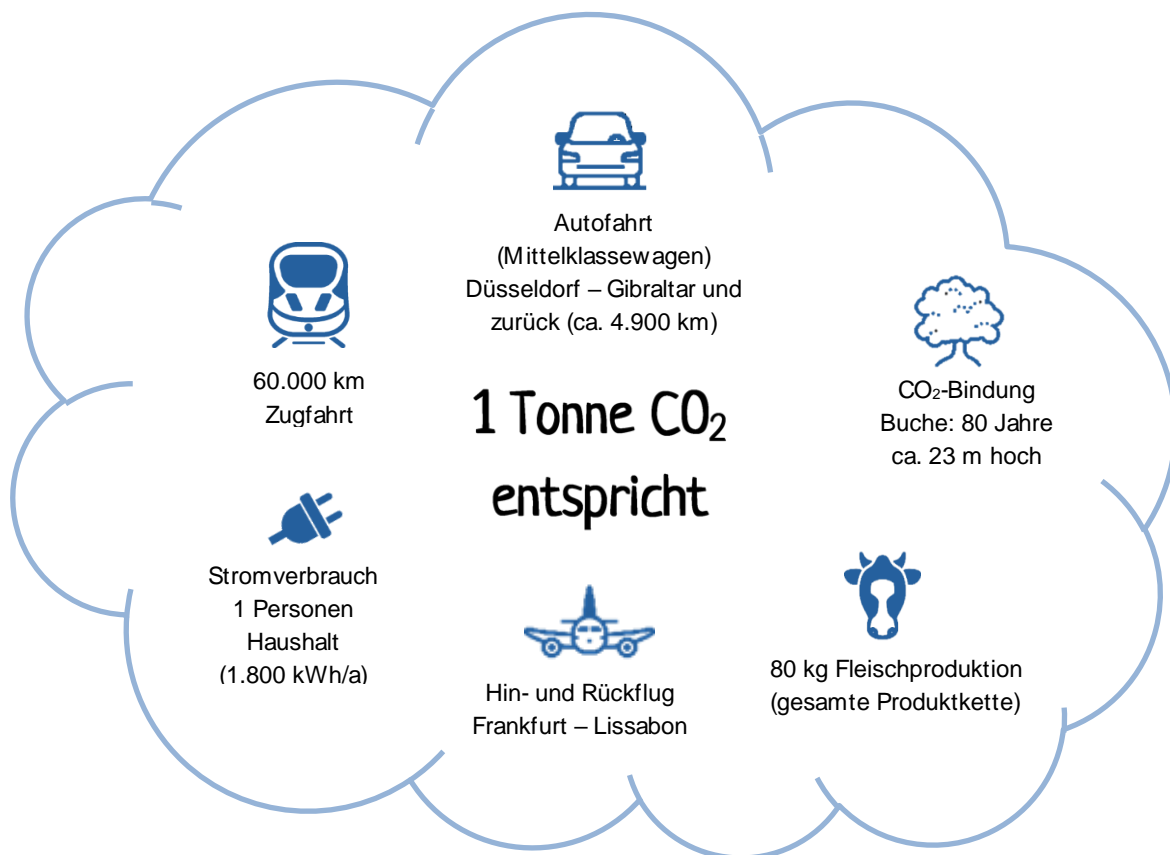 Autofahrt
(Mittelklassewagen)
Düsseldorf – Gibraltar und
zurück (ca. 4.900 km)
60.000 km
Zugfahrt
CO₂-Bindung
Buche: 80 Jahre
ca. 23 m hoch
1 Tonne CO₂
entspricht
Stromverbrauch
1 Personen
Haushalt
(1.800 kWh/a)
Hin- und Rückflug
Frankfurt – Lissabon
80 kg Fleischproduktion
(gesamte Produktkette)